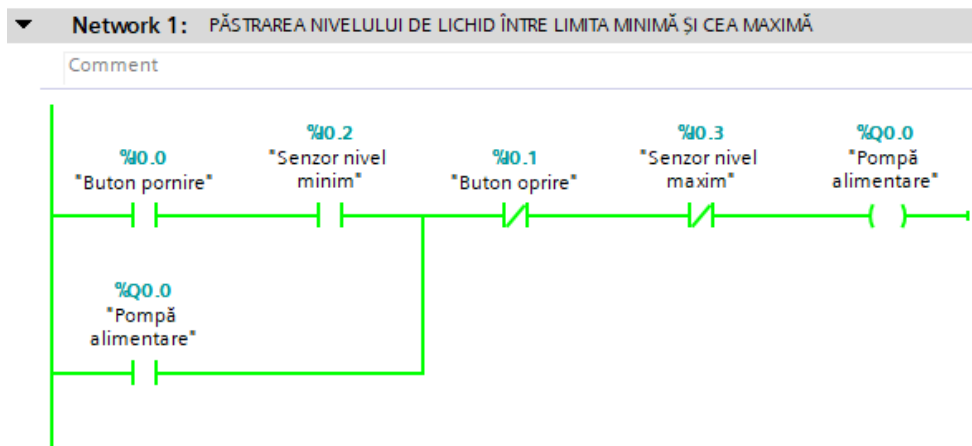 Network 1: PĂSTRAREA NIVELULUI DE LICHID ÎNTRE LIMITA MINIMĂ ȘI CEA MAXIMĂ
Comment
%I0.0
"Buton pornire"
%I0.2
"Senzor nivel
minim"
%I0.1
"Buton oprire"
%I0.3
"Senzor nivel
maxim"
%Q0.0
"Pompă
alimentare"
%Q0.0
"Pompă
alimentare"